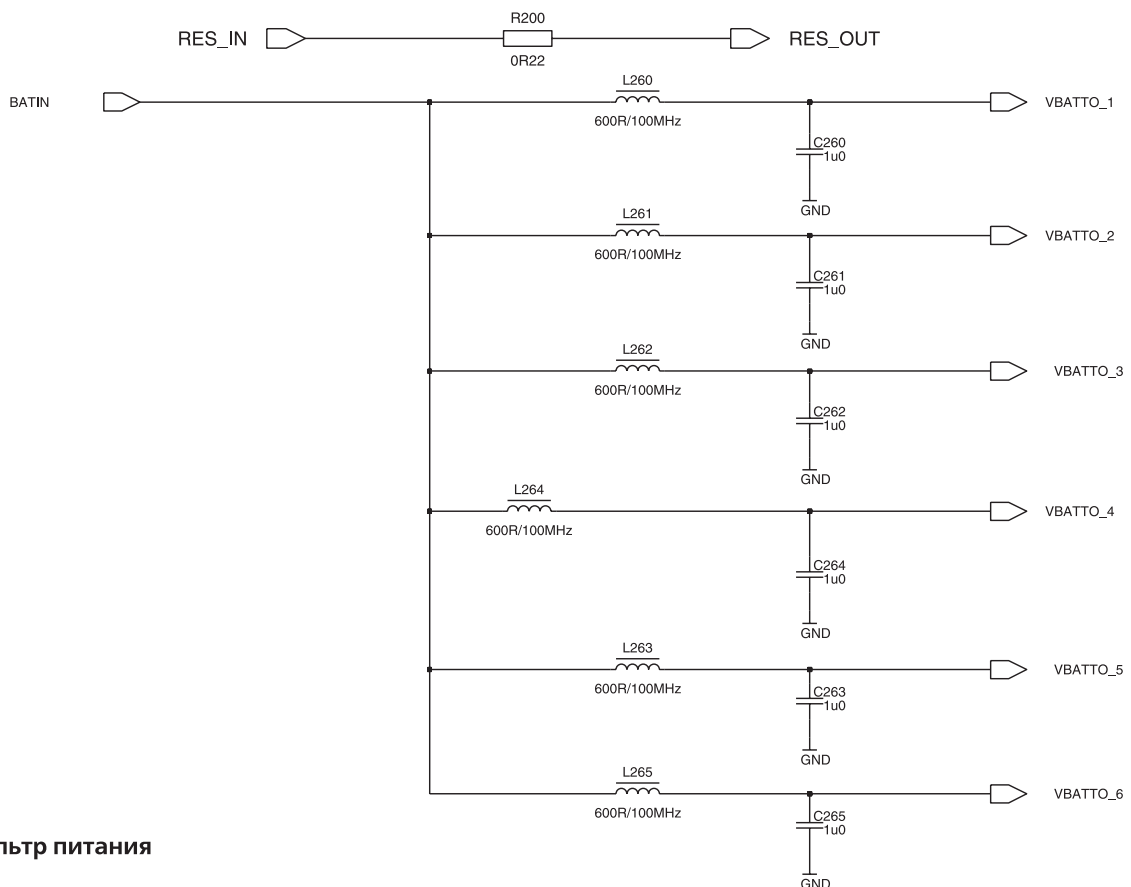 R200
RES_IN
RES_OUT
0R22
L260
BATIN
VBATTO_1
600R/100MHz
C260
1u0
GND
L261
VBATTO_2
600R/100MHz
C261
1u0
GND
L262
VBATTO_3
600R/100MHz
C262
1u0
GND
L264
VBATTO_4
600R/100MHz
C264
1u0
GND
L263
VBATTO_5
600R/100MHz
C263
1u0
GND
L265
VBATTO_6
600R/100MHz
C265
1u0
GND
льтр питания